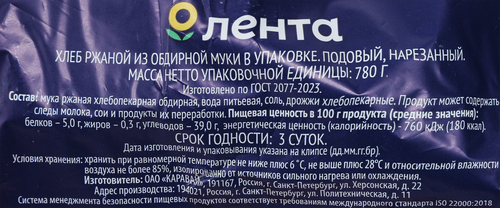 лента
ХЛЕБ РЖАНОЙ ИЗ ОБДИРНОЙ МУКИ В УПАКОВКЕ. ПОДОВЫЙ, НАРЕЗАННЫЙ.
МАССА НЕТТО УПАКОВОЧНОЙ ЕДИНИЦЫ: 780 Г.
Изготовлено по ГОСТ 2077-2023.
Состав: мука ржаная хлебопекарная обдирная, вода питьевая, соль, дрожжи хлебопекарные. Продукт может содержать
следы молока, сои и продукты их переработки. Пищевая ценность в 100 г продукта (средние значения):
белков – 5,0 г, жиров – 0,3 г, углеводов – 39,0 г, энергетическая ценность (калорийность) - 760 кДж (180 ккал).
СРОК ГОДНОСТИ: 3 СУТОК.
Дата изготовления и упаковывания указана на клипсе (дд.мм.гг.бр).
Условия хранения: хранить при равномерной температуре не ниже плюс 6°С, не выше плюс 28°С и относительной влажности
воздуха не более 85%, изолированно от источников сильного нагрева или охлаждения.
Изготовитель: ОАО «КАРАВАЙ», 191167, Россия, г. Санкт-Петербург, ул. Херсонская, д. 22
Адрес производства: 194021, Россия, г. Санкт-Петербург, ул. Политехническая, д. 11
Система менеджмента безопасности пищевых продуктов соответствует требованиям международного стандарта ISO 22000:2018